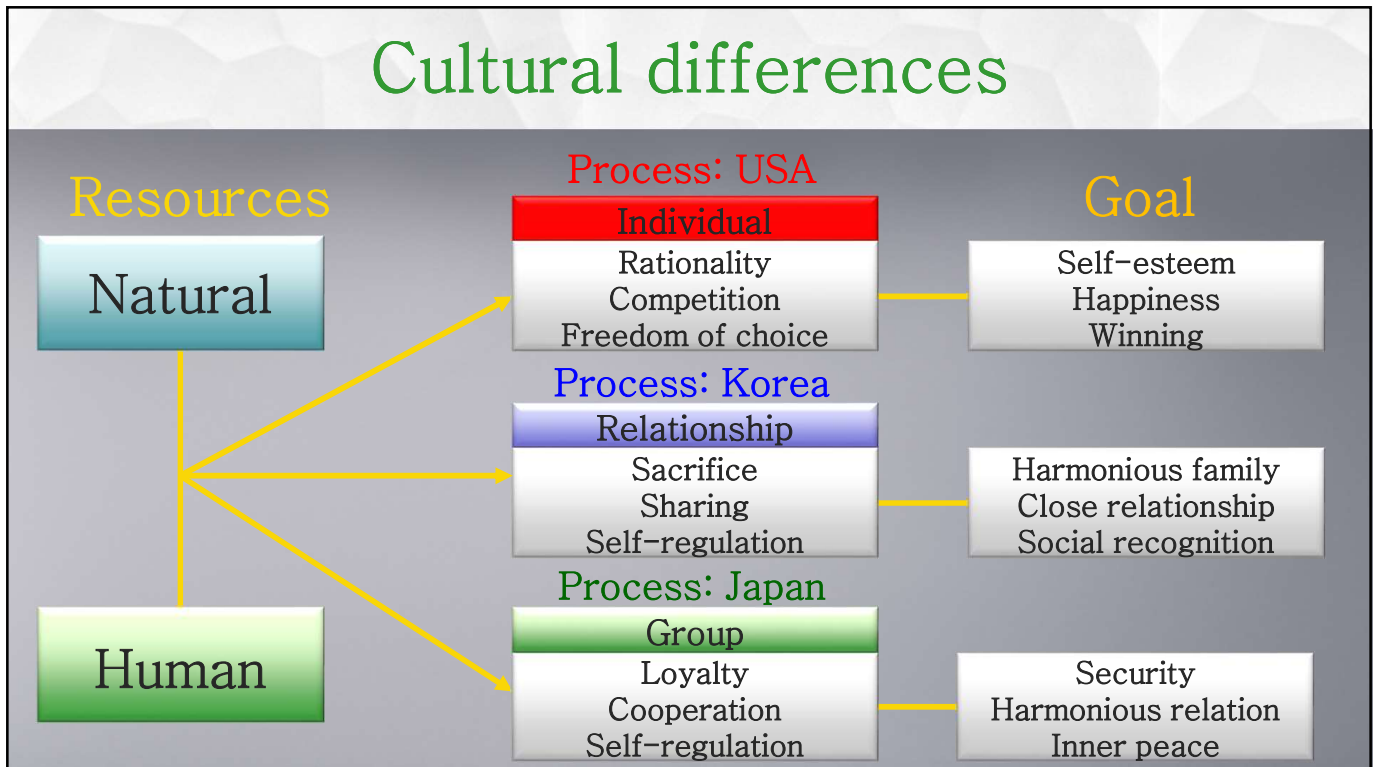 Cultural differences
Resources
Natural
Human
Process: USA
Individual
Rationality
Competition
Freedom of choice
Process: Korea
Relationship
Sacrifice
Sharing
Self-regulation
Process: Japan
Group
Loyalty
Cooperation
Self-regulation
Goal
Self-esteem
Happiness
Winning
Harmonious family
Close relationship
Social recognition
Security
Harmonious relation
Inner peace